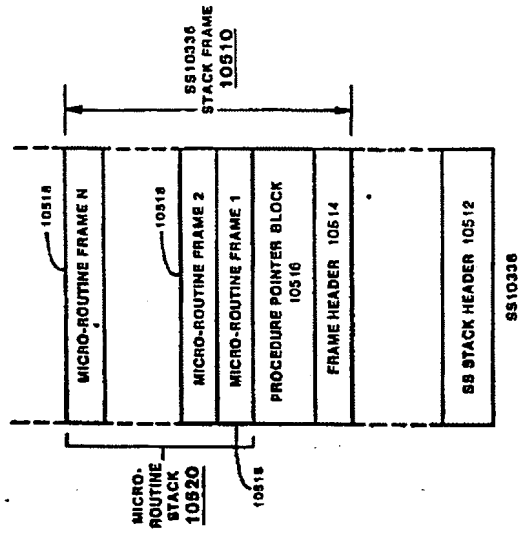 10518
MICRO-ROUTINE FRAME N
SS10336
STACK FRAME
10510
10518
MICRO-ROUTINE FRAME 2
MICRO-ROUTINE FRAME 1
MICRO-
ROUTINE
STACK
10520
10518
PROCEDURE POINTER BLOCK
10516
FRAME HEADER 10514
SS STACK HEADER 10512
SS10336